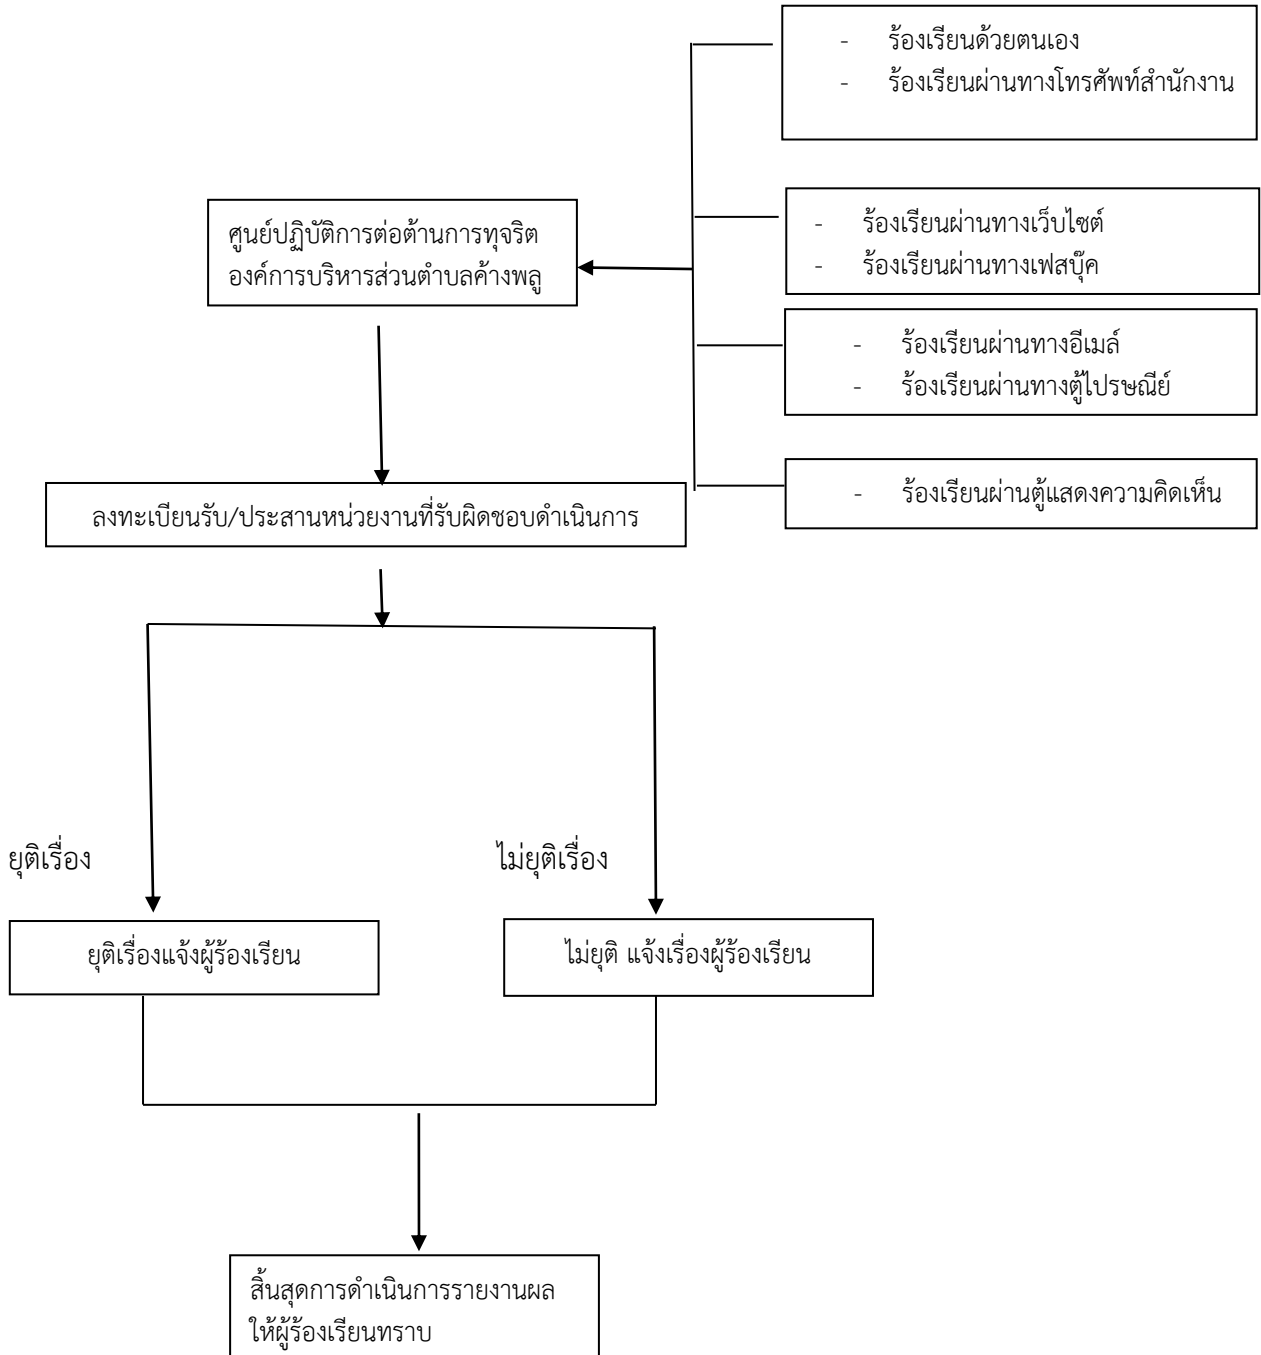 - ร้องเรียนด้วยตนเอง
- ร้องเรียนผ่านทางโทรศัพท์สำนักงาน
- ร้องเรียนผ่านทางเว็บไซต์
- ร้องเรียนผ่านทางเฟสบุ๊ค
ศูนย์ปฏิบัติการต่อต้านการทุจริต
องค์การบริหารส่วนตำบลค้างพลู
- ร้องเรียนผ่านทางอีเมล์
- ร้องเรียนผ่านทางตู้ไปรษณีย์
- ร้องเรียนผ่านตู้แสดงความคิดเห็น
ลงทะเบียนรับ/ประสานหน่วยงานที่รับผิดชอบดำเนินการ
ยุติเรื่อง
ไม่ยุติเรื่อง
ยุติเรื่องแจ้งผู้ร้องเรียน
ไม่ยุติ แจ้งเรื่องผู้ร้องเรียน
สิ้นสุดการดำเนินการรายงานผล
ให้ผู้ร้องเรียนทราบ